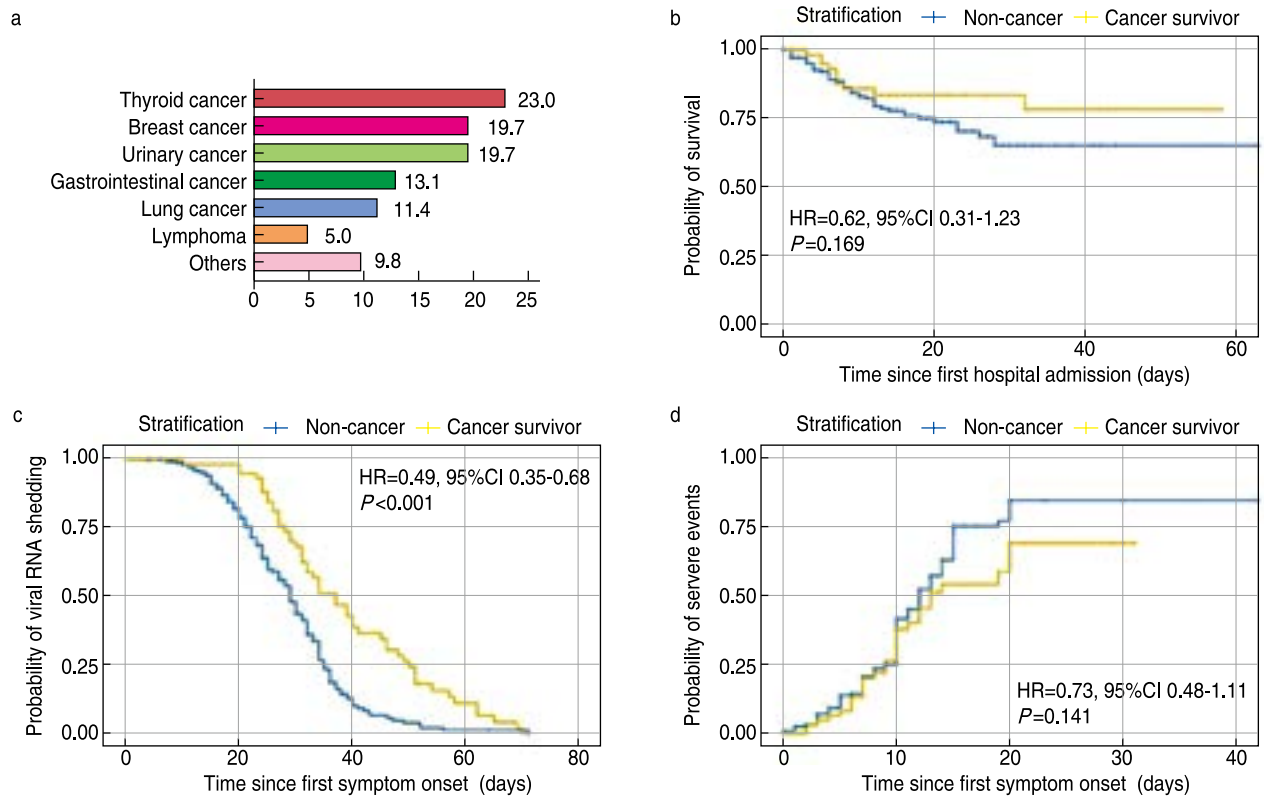 a
Thyroid cancer 23.0
Breast cancer 19.7
Urinary cancer 19.7
Gastrointestinal cancer 13.1
Lung cancer 11.4
Lymphoma 5.0
Others 9.8
0 5 10 15 20 25
b
Stratification Non-cancer Cancer survivor
Probability of survival
1.00
0.75
0.50
0.25
0.00
HR=0.62, 95%CI 0.31-1.23
P=0.169
0 20 40 60
Time since first hospital admission (days)
c
Stratification Non-cancer Cancer survivor
Probability of viral RNA shedding
1.00
0.75
0.50
0.25
0.00
HR=0.49, 95%CI 0.35-0.68
P<0.001
0 20 40 60 80
Time since first symptom onset (days)
d
Stratification Non-cancer Cancer survivor
Probability of servere events
1.00
0.75
0.50
0.25
0.00
HR=0.73, 95%CI 0.48-1.11
P=0.141
0 10 20 30 40
Time since first symptom onset (days)